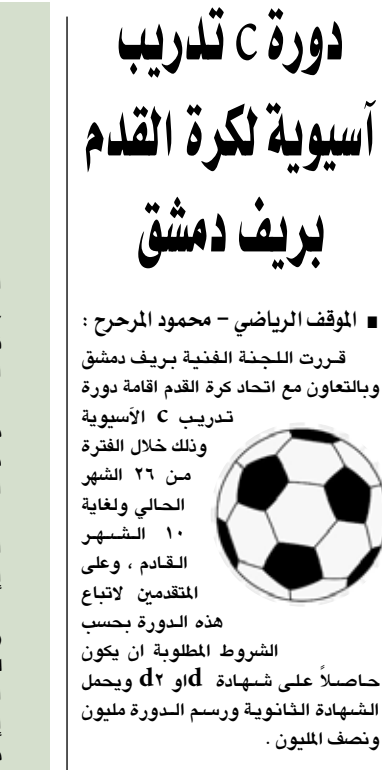 دورة c تدريب
آسيوية لكرة القدم
بريف دمشق
■ الموقف الرياضي – محمود المرحرح :
قررت اللجنة الفنية بريف دمشق
وبالتعاون مع اتحاد كرة القدم اقامة دورة
تدريب C الآسيوية
وذلك خلال الفترة
من ٢٦ الشهر
الحالي ولغاية
١٠ الشهر
القادم ، وعلى
المتقدمين لاتباع
هذه الدورة بحسب
الشروط المطلوبة ان يكون
حاصلاً على شهادة d او d٢ ويحمل
الشهادة الثانوية ورسم الدورة مليون
ونصف المليون .